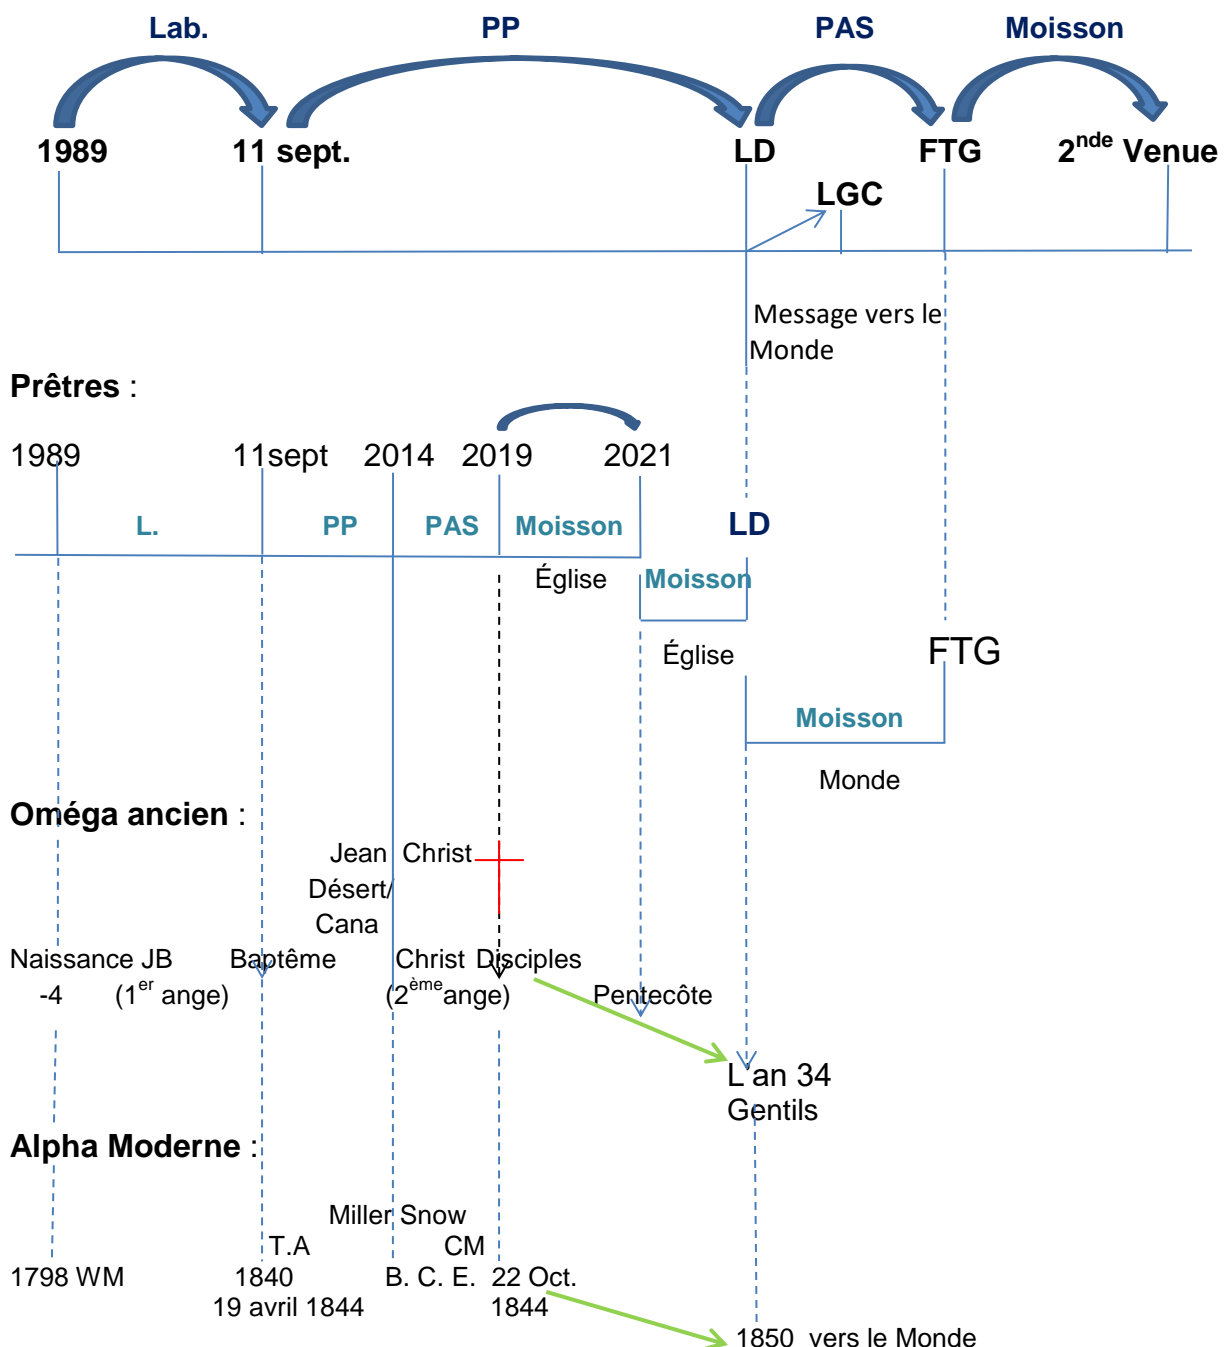 Lab. PP PAS Moisson
1989 11 sept. LD FTG 2nde Venue
LGC
Message vers le
Monde
Prêtres :
1989 11sept 2014 2019 2021
L. PP PAS Moisson LD
Église Moisson
Église FTG
Moisson
Monde
Oméga ancien :
Jean Christ
Désert/
Cana
Naissance JB Baptême Christ Disciples
-4 (1er ange) (2ème ange) Pentecôte
L'an 34
Gentils
Alpha Moderne :
Miller Snow
T.A CM
1798 WM 1840 B. C. E. 22 Oct.
19 avril 1844 1844
1850 vers le Monde